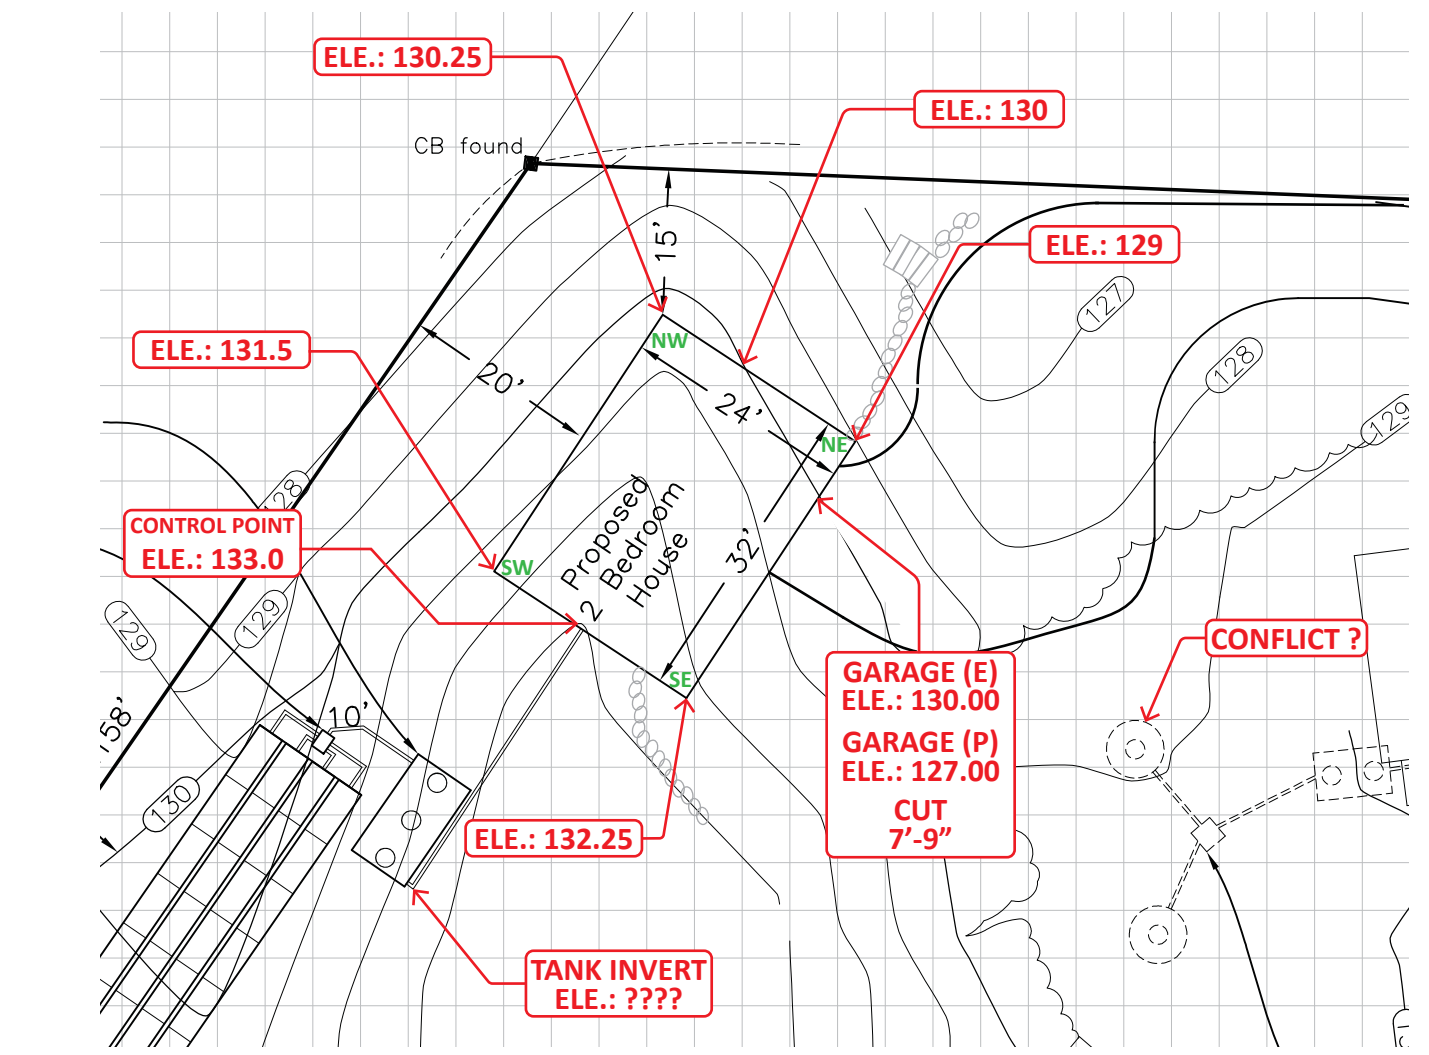 ELE.: 130.25
ELE.: 130
CB found
15’
ELE.: 129
127
ELE.: 131.5
NW
128
20’
24’
129
NE
128
CONTROL POINT
ELE.: 133.0
Proposed
2 Bedroom
House
32’
SW
129
129
CONFLICT ?
SE
GARAGE (E)
ELE.: 130.00
GARAGE (P)
ELE.: 127.00
CUT
7’-9”
158’
10’
130
ELE.: 132.25
TANK INVERT
ELE.: ????